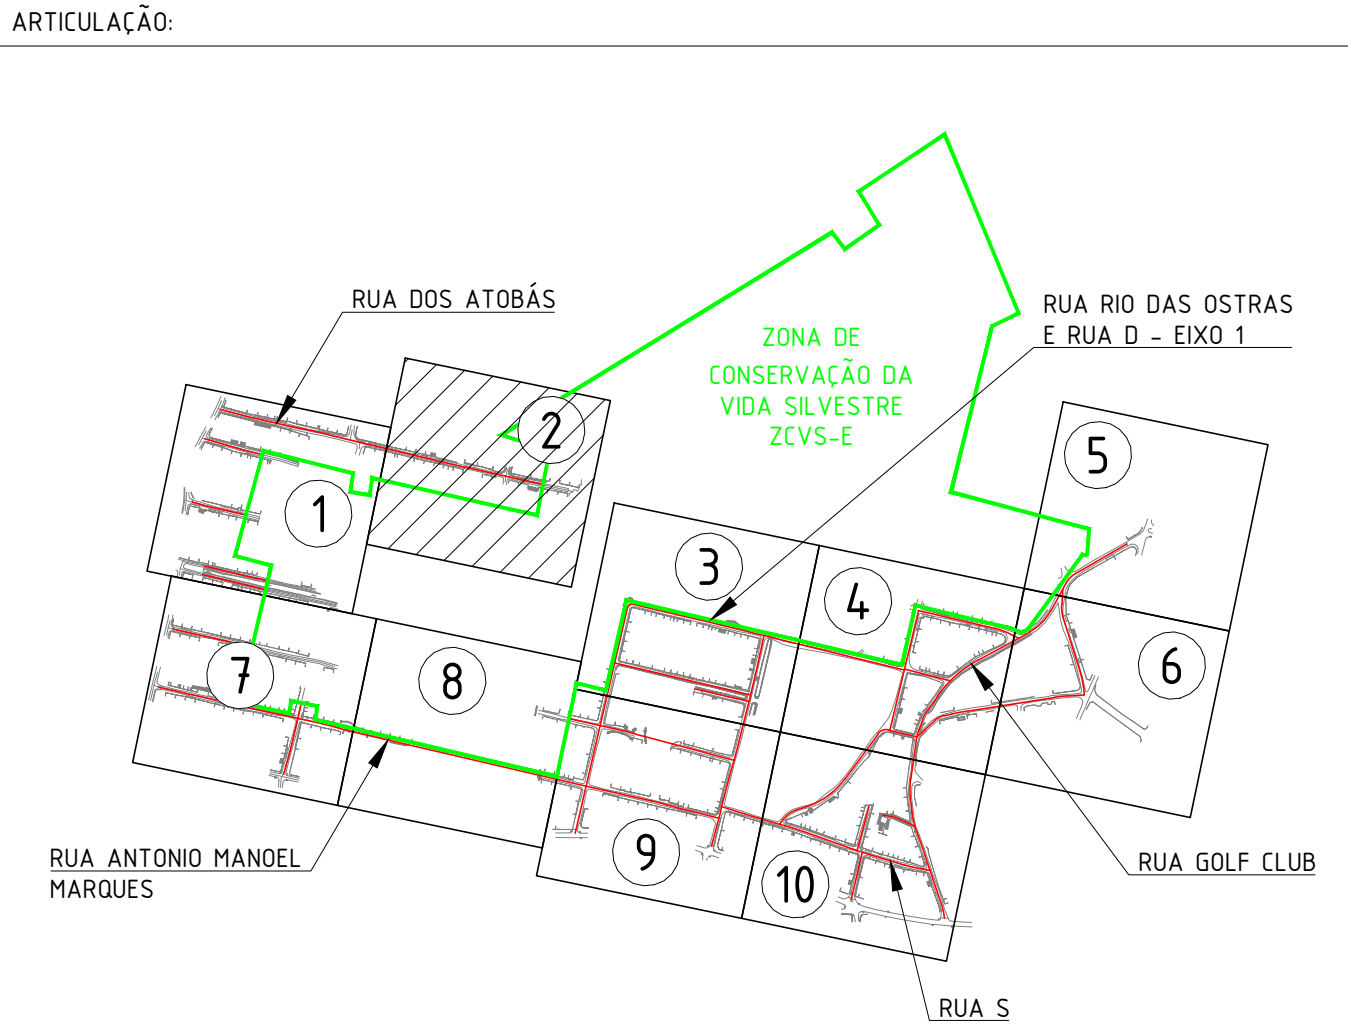 ARTICULAÇÃO:
RUA DOS ATOBÁS
RUA RIO DAS OSTRAS
E RUA D - EIXO 1
ZONA DE
CONSERVAÇÃO DA
VIDA SILVESTRE
ZCVS-E
2
5
1
3
4
6
7
8
9
10
RUA ANTONIO MANOEL
MARQUES
RUA GOLF CLUB
RUA S